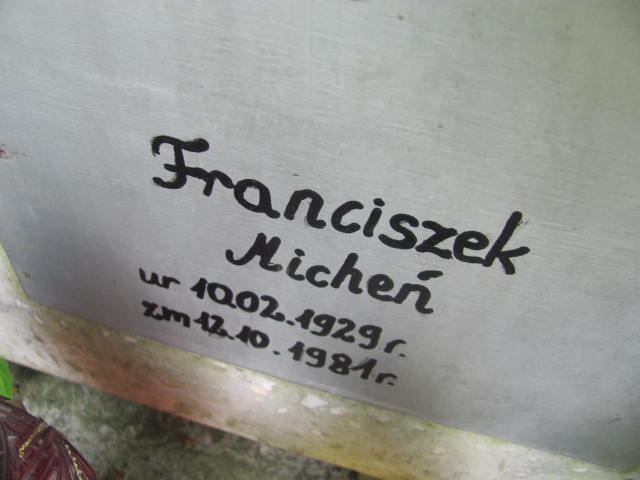 Franciszek
Micheń
ur 10.02.1929 r.
zm 12.10.1981 r.